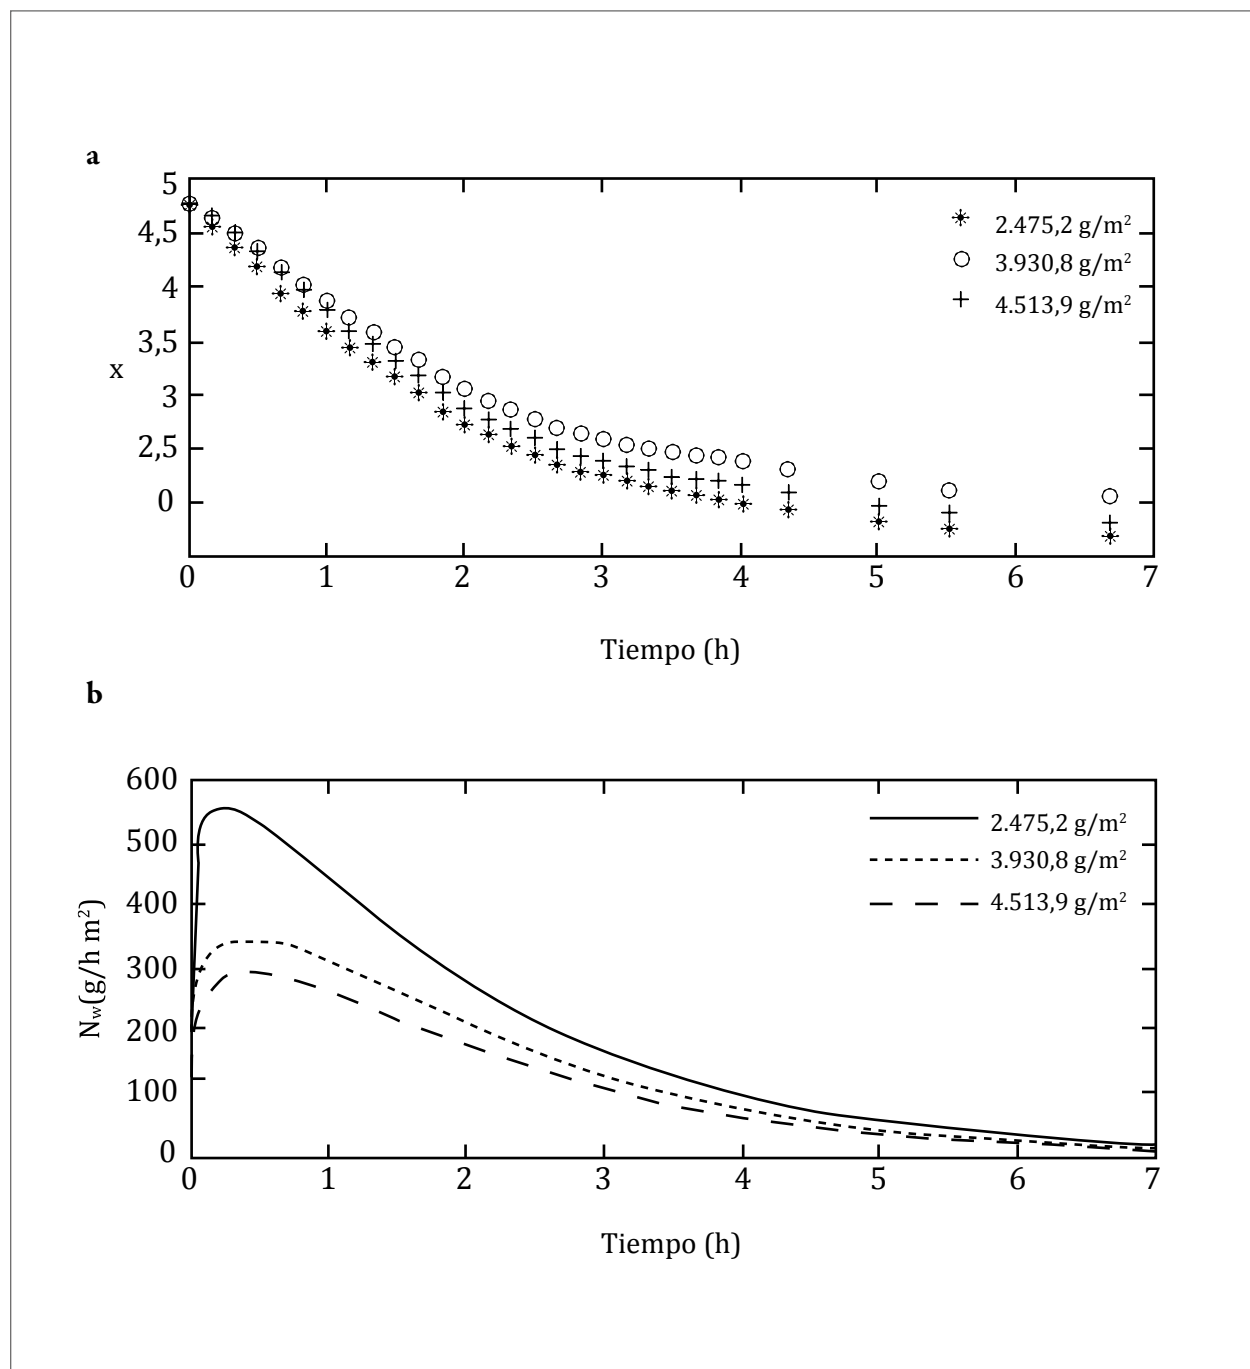 a
5
4,5
4
3,5
3
2,5
0
x
2.475,2 g/m²
3.930,8 g/m²
4.513,9 g/m²
0 1 2 3 4 5 6 7
Tiempo (h)
b
600
500
400
300
200
100
0
N_w(g/h m²)
2.475,2 g/m²
3.930,8 g/m²
4.513,9 g/m²
0 1 2 3 4 5 6 7
Tiempo (h)